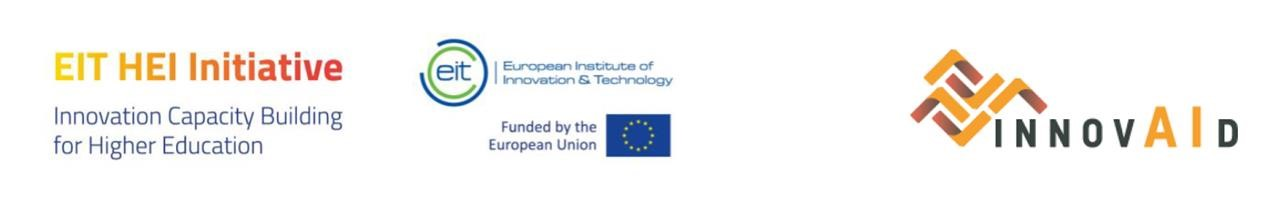 EIT HEI Initiative
Innovation Capacity Building
for Higher Education
eit
European Institute of
Innovation & Technology
Funded by the
European Union
INNOVAID